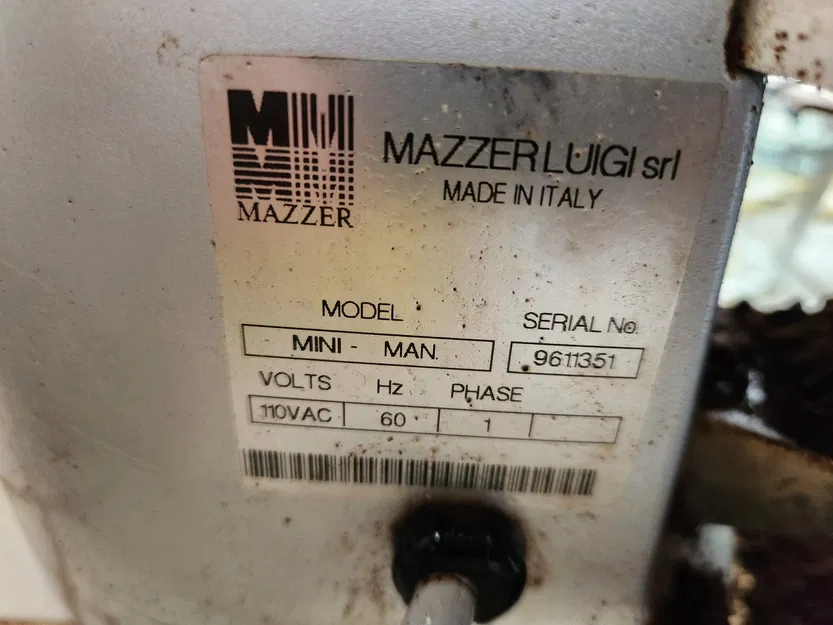 MAZZER
MAZZER LUIGI srl
MADE IN ITALY
MODEL
MINI - MAN.
SERIAL No.
9611351
VOLTS Hz PHASE
110VAC 60 1